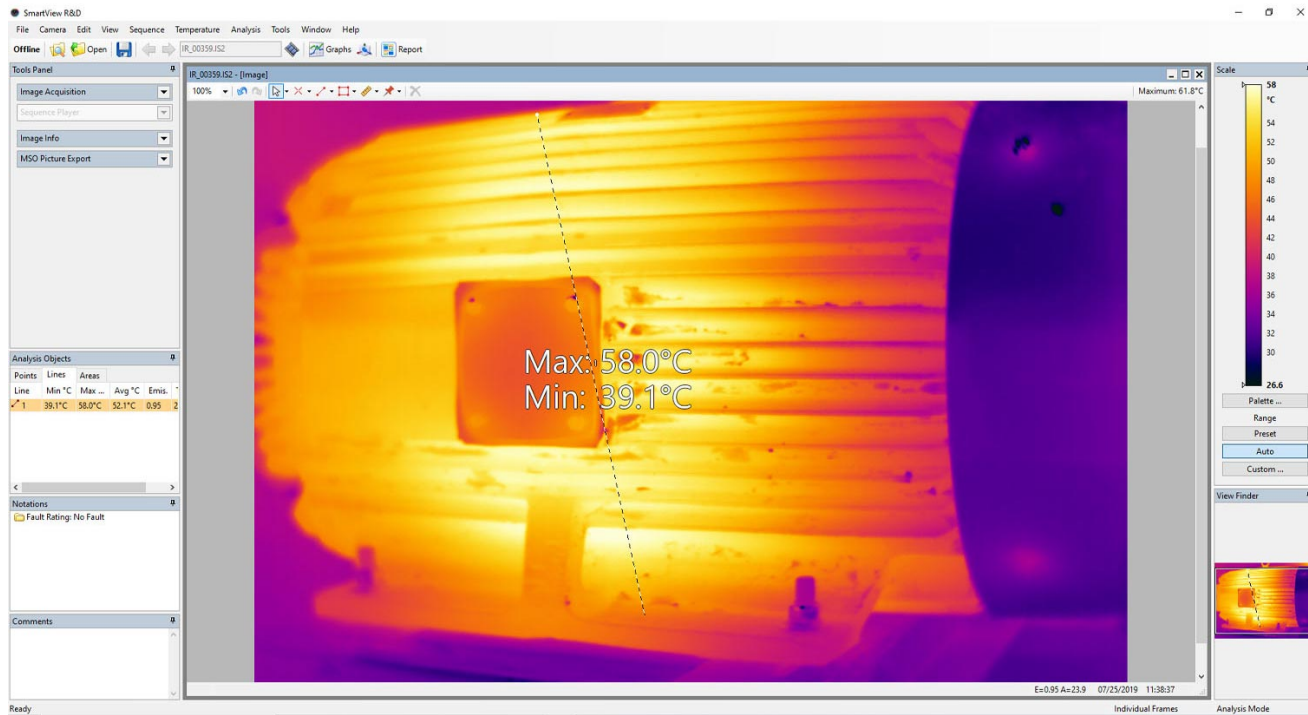 SmartView R&D
File Camera Edit View Sequence Temperature Analysis Tools Window Help
Offline Open IR_00359.IS2 Graphs Report
Tools Panel
Image Acquisition
Sequence Player
Image Info
MSO Picture Export
Analysis Objects
Points Lines Areas
Line Min °C Max ... Avg °C Emis.
1 39.1°C 58.0°C 52.1°C 0.95 2
Notations
Fault Rating: No Fault
Comments
IR_00359.IS2 - [Image]
100% Maximum: 61.8°C
Max: 58.0°C
Min: 39.1°C
E=0.95 A=23.9 07/25/2019 11:38:37
Scale
58
°C
54
52
50
48
46
44
42
40
38
36
34
32
30
26.6
Palette ...
Range
Preset
Auto
Custom ...
View Finder
Ready Individual Frames Analysis Mode